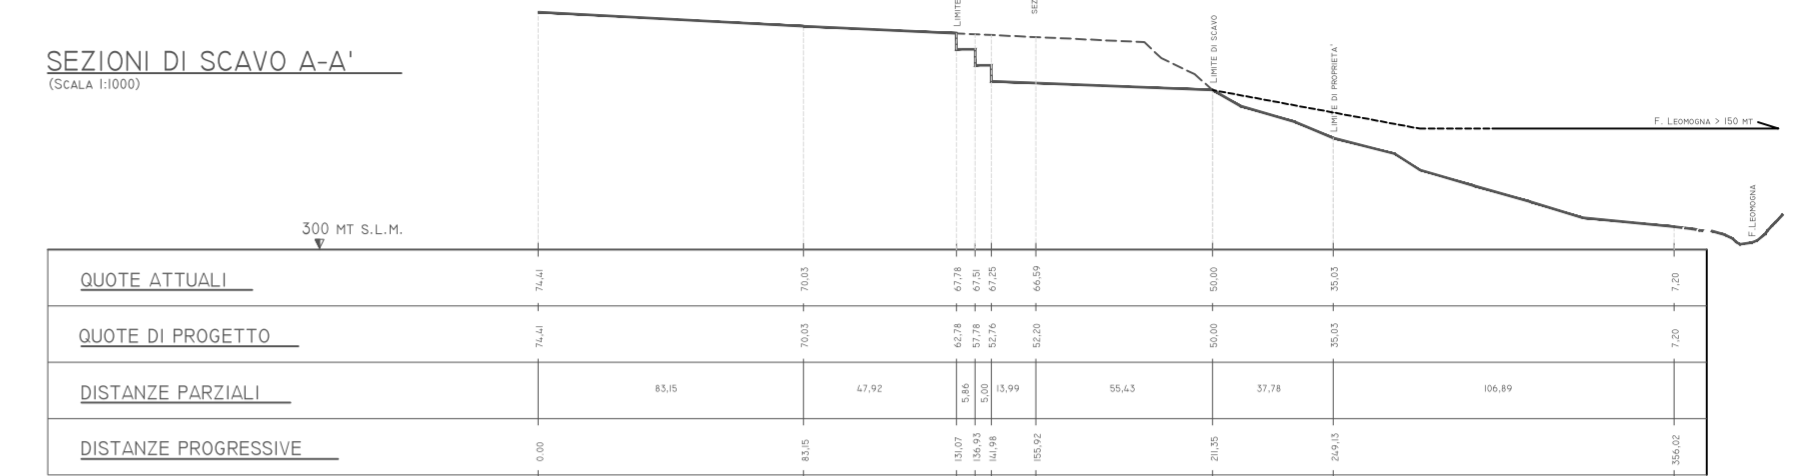 LIMITE
SEZ
LIMITE DI SCAVO
SEZIONI DI SCAVO A-A'
(SCALA 1:1000)
LIMITE DI PROPRIETA'
F. LEOMOGNA > 150 MT
F.LEOMOGNA
300 MT S.L.M.
QUOTE ATTUALI 74,41 70,03 67,78 67,51 67,25 66,59 50,00 35,03 7,20
QUOTE DI PROGETTO 74,41 70,03 62,78 57,78 52,76 52,20 50,00 35,03 7,20
DISTANZE PARZIALI 83,15 47,92 5,86 5,00 13,99 55,43 37,78 106,89
DISTANZE PROGRESSIVE 0,00 83,15 131,07 136,93 141,98 155,92 211,35 249,13 356,02